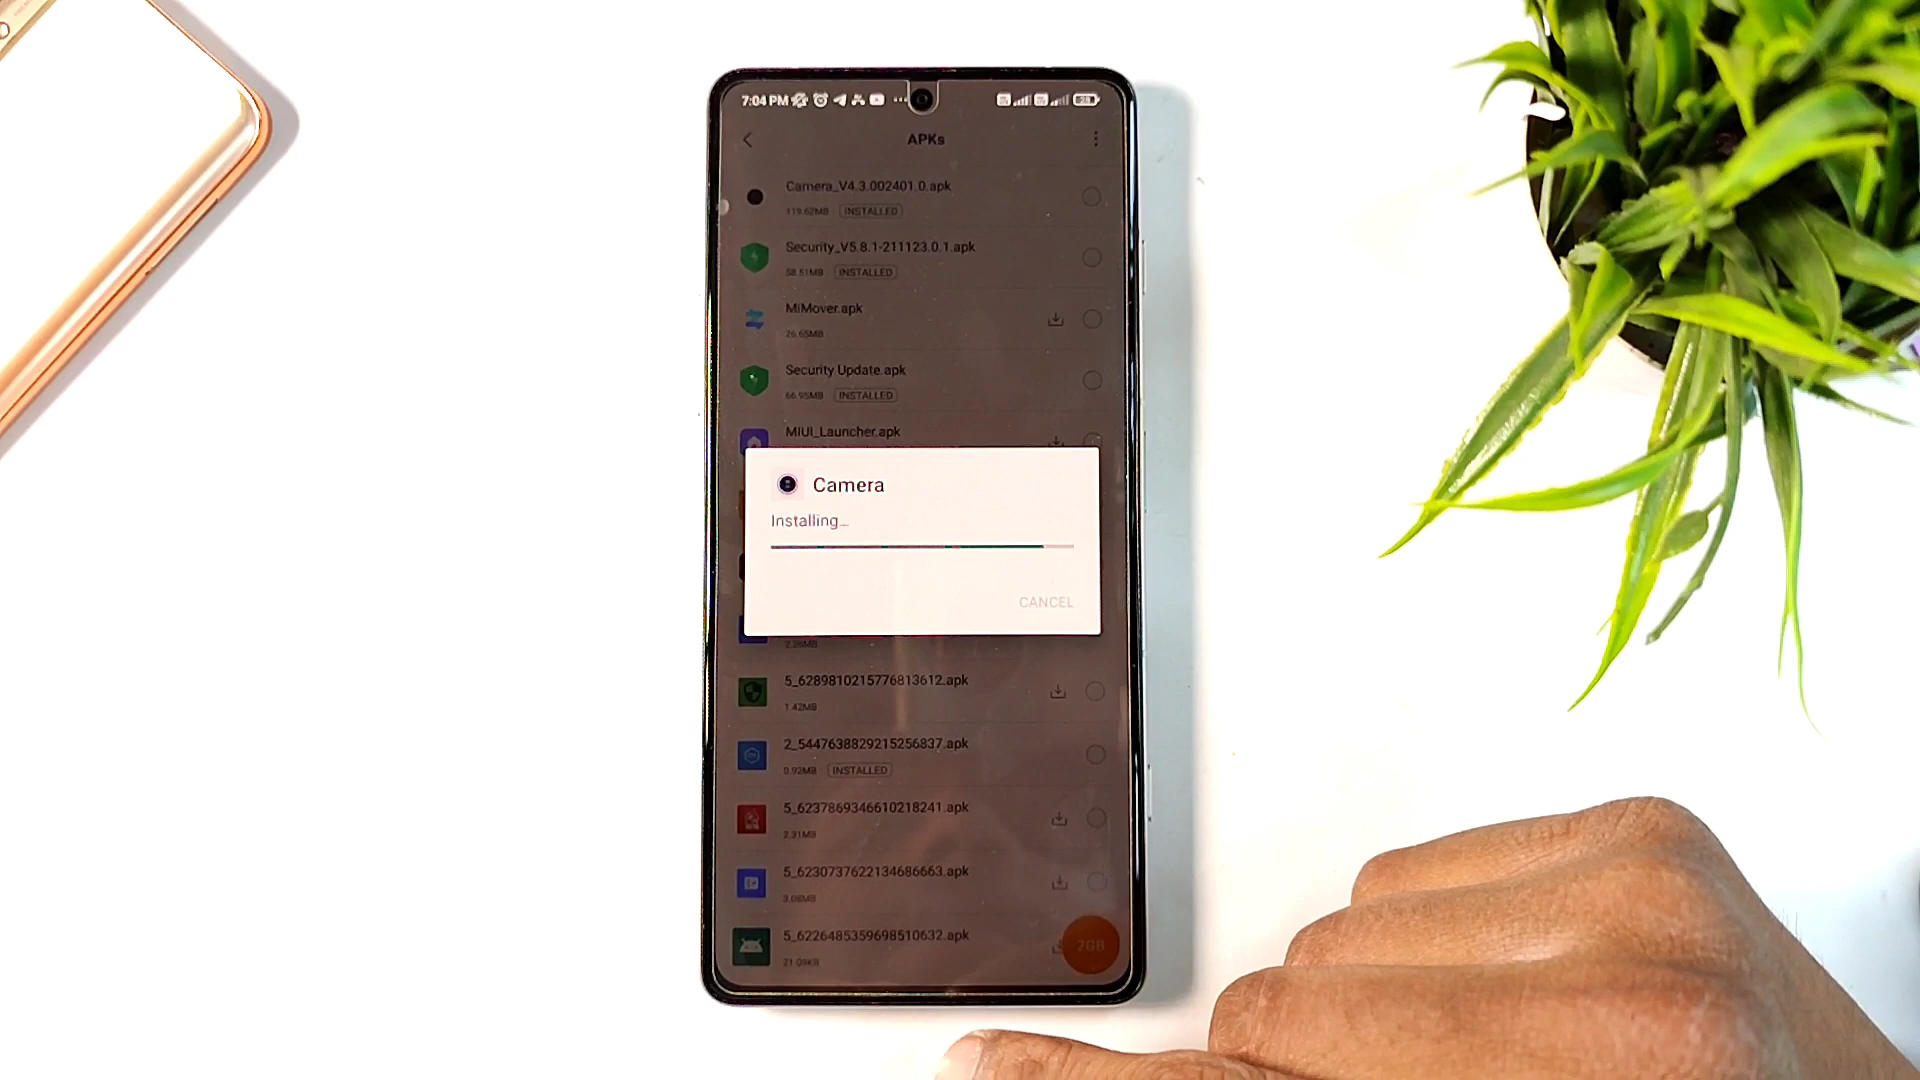 7:04 PM
28
APKs
Camera_V4.3.002401.0.apk
119.62MB INSTALLED
Security_V5.8.1-211123.0.1.apk
58.51MB INSTALLED
MiMover.apk
26.65MB
Security Update.apk
66.95MB INSTALLED
MIUI_Launcher.apk
Camera
Installing...
CANCEL
2.26MB
5_6289810215776813612.apk
1.42MB
2_5447638829215256837.apk
0.92MB INSTALLED
5_6237869346610218241.apk
2.31MB
5_6230737622134686663.apk
3.08MB
5_6226485359698510632.apk
21.09KB
2GB